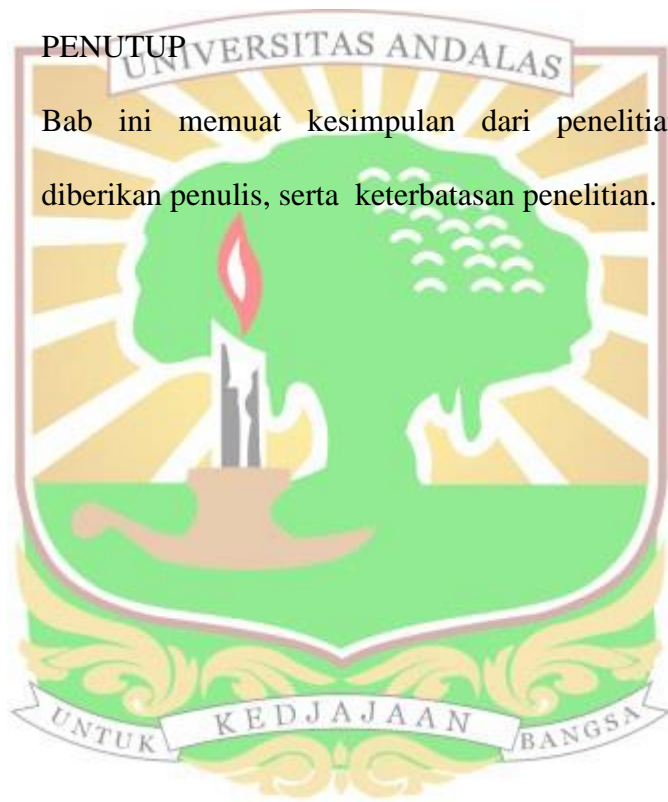 PENUTUP
UNIVERSITAS ANDALAS
Bab ini memuat kesimpulan dari penelitia
diberikan penulis, serta keterbatasan penelitian.
UNTUK KEDJAJAAN BANGSA